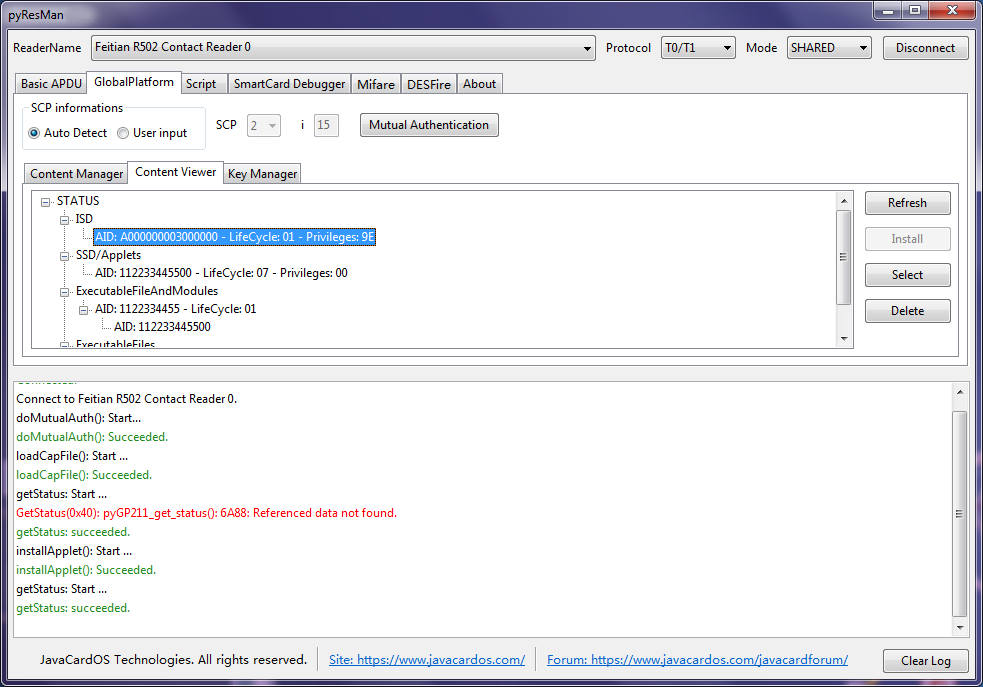 pyResMan
ReaderName Feitian R502 Contact Reader 0 Protocol T0/T1 Mode SHARED Disconnect
Basic APDU GlobalPlatform Script SmartCard Debugger Mifare DESFire About
SCP informations
Auto Detect User input SCP 2 i 15 Mutual Authentication
Content Manager Content Viewer Key Manager
STATUS
Refresh
ISD
AID: A000000003000000 - LifeCycle: 01 - Privileges: 9E
Install
SSD/Applets
AID: 112233445500 - LifeCycle: 07 - Privileges: 00
Select
ExecutableFileAndModules
AID: 1122334455 - LifeCycle: 01
Delete
AID: 112233445500
ExecutableFiles
Connected.
Connect to Feitian R502 Contact Reader 0.
doMutualAuth(): Start...
doMutualAuth(): Succeeded.
loadCapFile(): Start ...
loadCapFile(): Succeeded.
getStatus: Start ...
GetStatus(0x40): pyGP211_get_status(): 6A88: Referenced data not found.
getStatus: succeeded.
installApplet(): Start ...
installApplet(): Succeeded.
getStatus: Start ...
getStatus: succeeded.
JavaCardOS Technologies. All rights reserved. Site: https://www.javacardos.com/ Forum: https://www.javacardos.com/javacardforum/ Clear Log